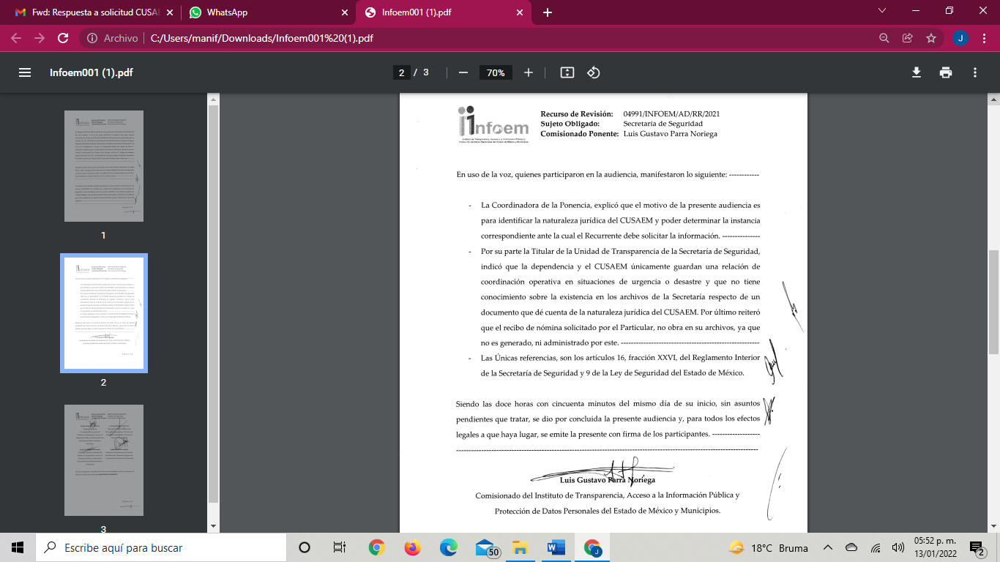 Fwd: Respuesta a solicitud CUSAE
WhatsApp
Infoem001 (1).pdf
Archivo
C:/Users/manif/Downloads/Infoem001%20(1).pdf
J
Infoem001 (1).pdf
2 / 3
70%
1
2
3
infoem
Instituto de Transparencia, Acceso a la Información Pública y
Protección de Datos Personales del Estado de México y Municipios
Recurso de Revisión: 04991/INFOEM/AD/RR/2021
Sujeto Obligado: Secretaría de Seguridad
Comisionado Ponente: Luis Gustavo Parra Noriega
En uso de la voz, quienes participaron en la audiencia, manifestaron lo siguiente: ------------
- La Coordinadora de la Ponencia, explicó que el motivo de la presente audiencia es
para identificar la naturaleza jurídica del CUSAEM y poder determinar la instancia
correspondiente ante la cual el Recurrente debe solicitar la información. ---------------
- Por su parte la Titular de la Unidad de Transparencia de la Secretaría de Seguridad,
indicó que la dependencia y el CUSAEM únicamente guardan una relación de
coordinación operativa en situaciones de urgencia o desastre y que no tiene
conocimiento sobre la existencia en los archivos de la Secretaría respecto de un
documento que dé cuenta de la naturaleza jurídica del CUSAEM. Por último reiteró
que el recibo de nómina solicitado por el Particular, no obra en su archivos, ya que
no es generado, ni administrado por este. -------------------------------------------------------
- Las Únicas referencias, son los artículos 16, fracción XXVI, del Reglamento Interior
de la Secretaría de Seguridad y 9 de la Ley de Seguridad del Estado de México.
Siendo las doce horas con cincuenta minutos del mismo día de su inicio, sin asuntos
pendientes que tratar, se dio por concluida la presente audiencia y, para todos los efectos
legales a que haya lugar, se emite la presente con firma de los participantes. -------------------
Luis Gustavo Parra Noriega
Comisionado del Instituto de Transparencia, Acceso a la Información Pública y
Protección de Datos Personales del Estado de México y Municipios.
Escribe aquí para buscar
50
J
18°C Bruma
05:52 p. m.
13/01/2022
2